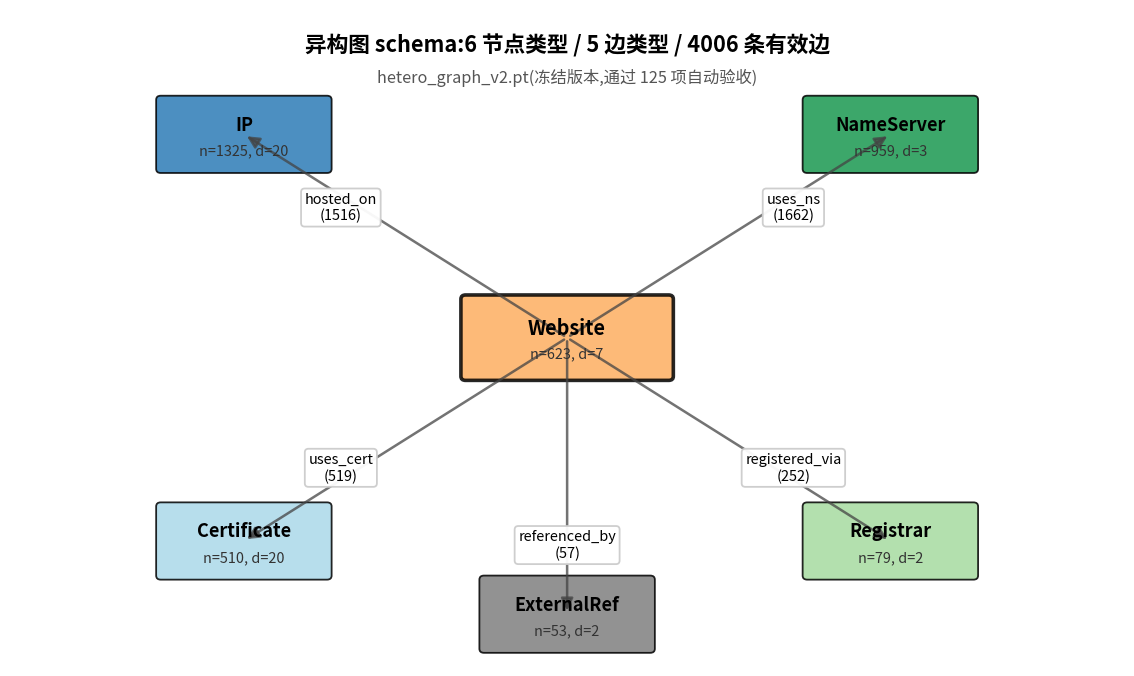 异构图 schema:6 节点类型 / 5 边类型 / 4006 条有效边
hetero_graph_v2.pt(冻结版本,通过 125 项自动验收)
IP
n=1325, d=20
NameServer
n=959, d=3
hosted_on
(1516)
uses_ns
(1662)
Website
n=623, d=7
uses_cert
(519)
registered_via
(252)
Certificate
n=510, d=20
referenced_by
(57)
Registrar
n=79, d=2
ExternalRef
n=53, d=2